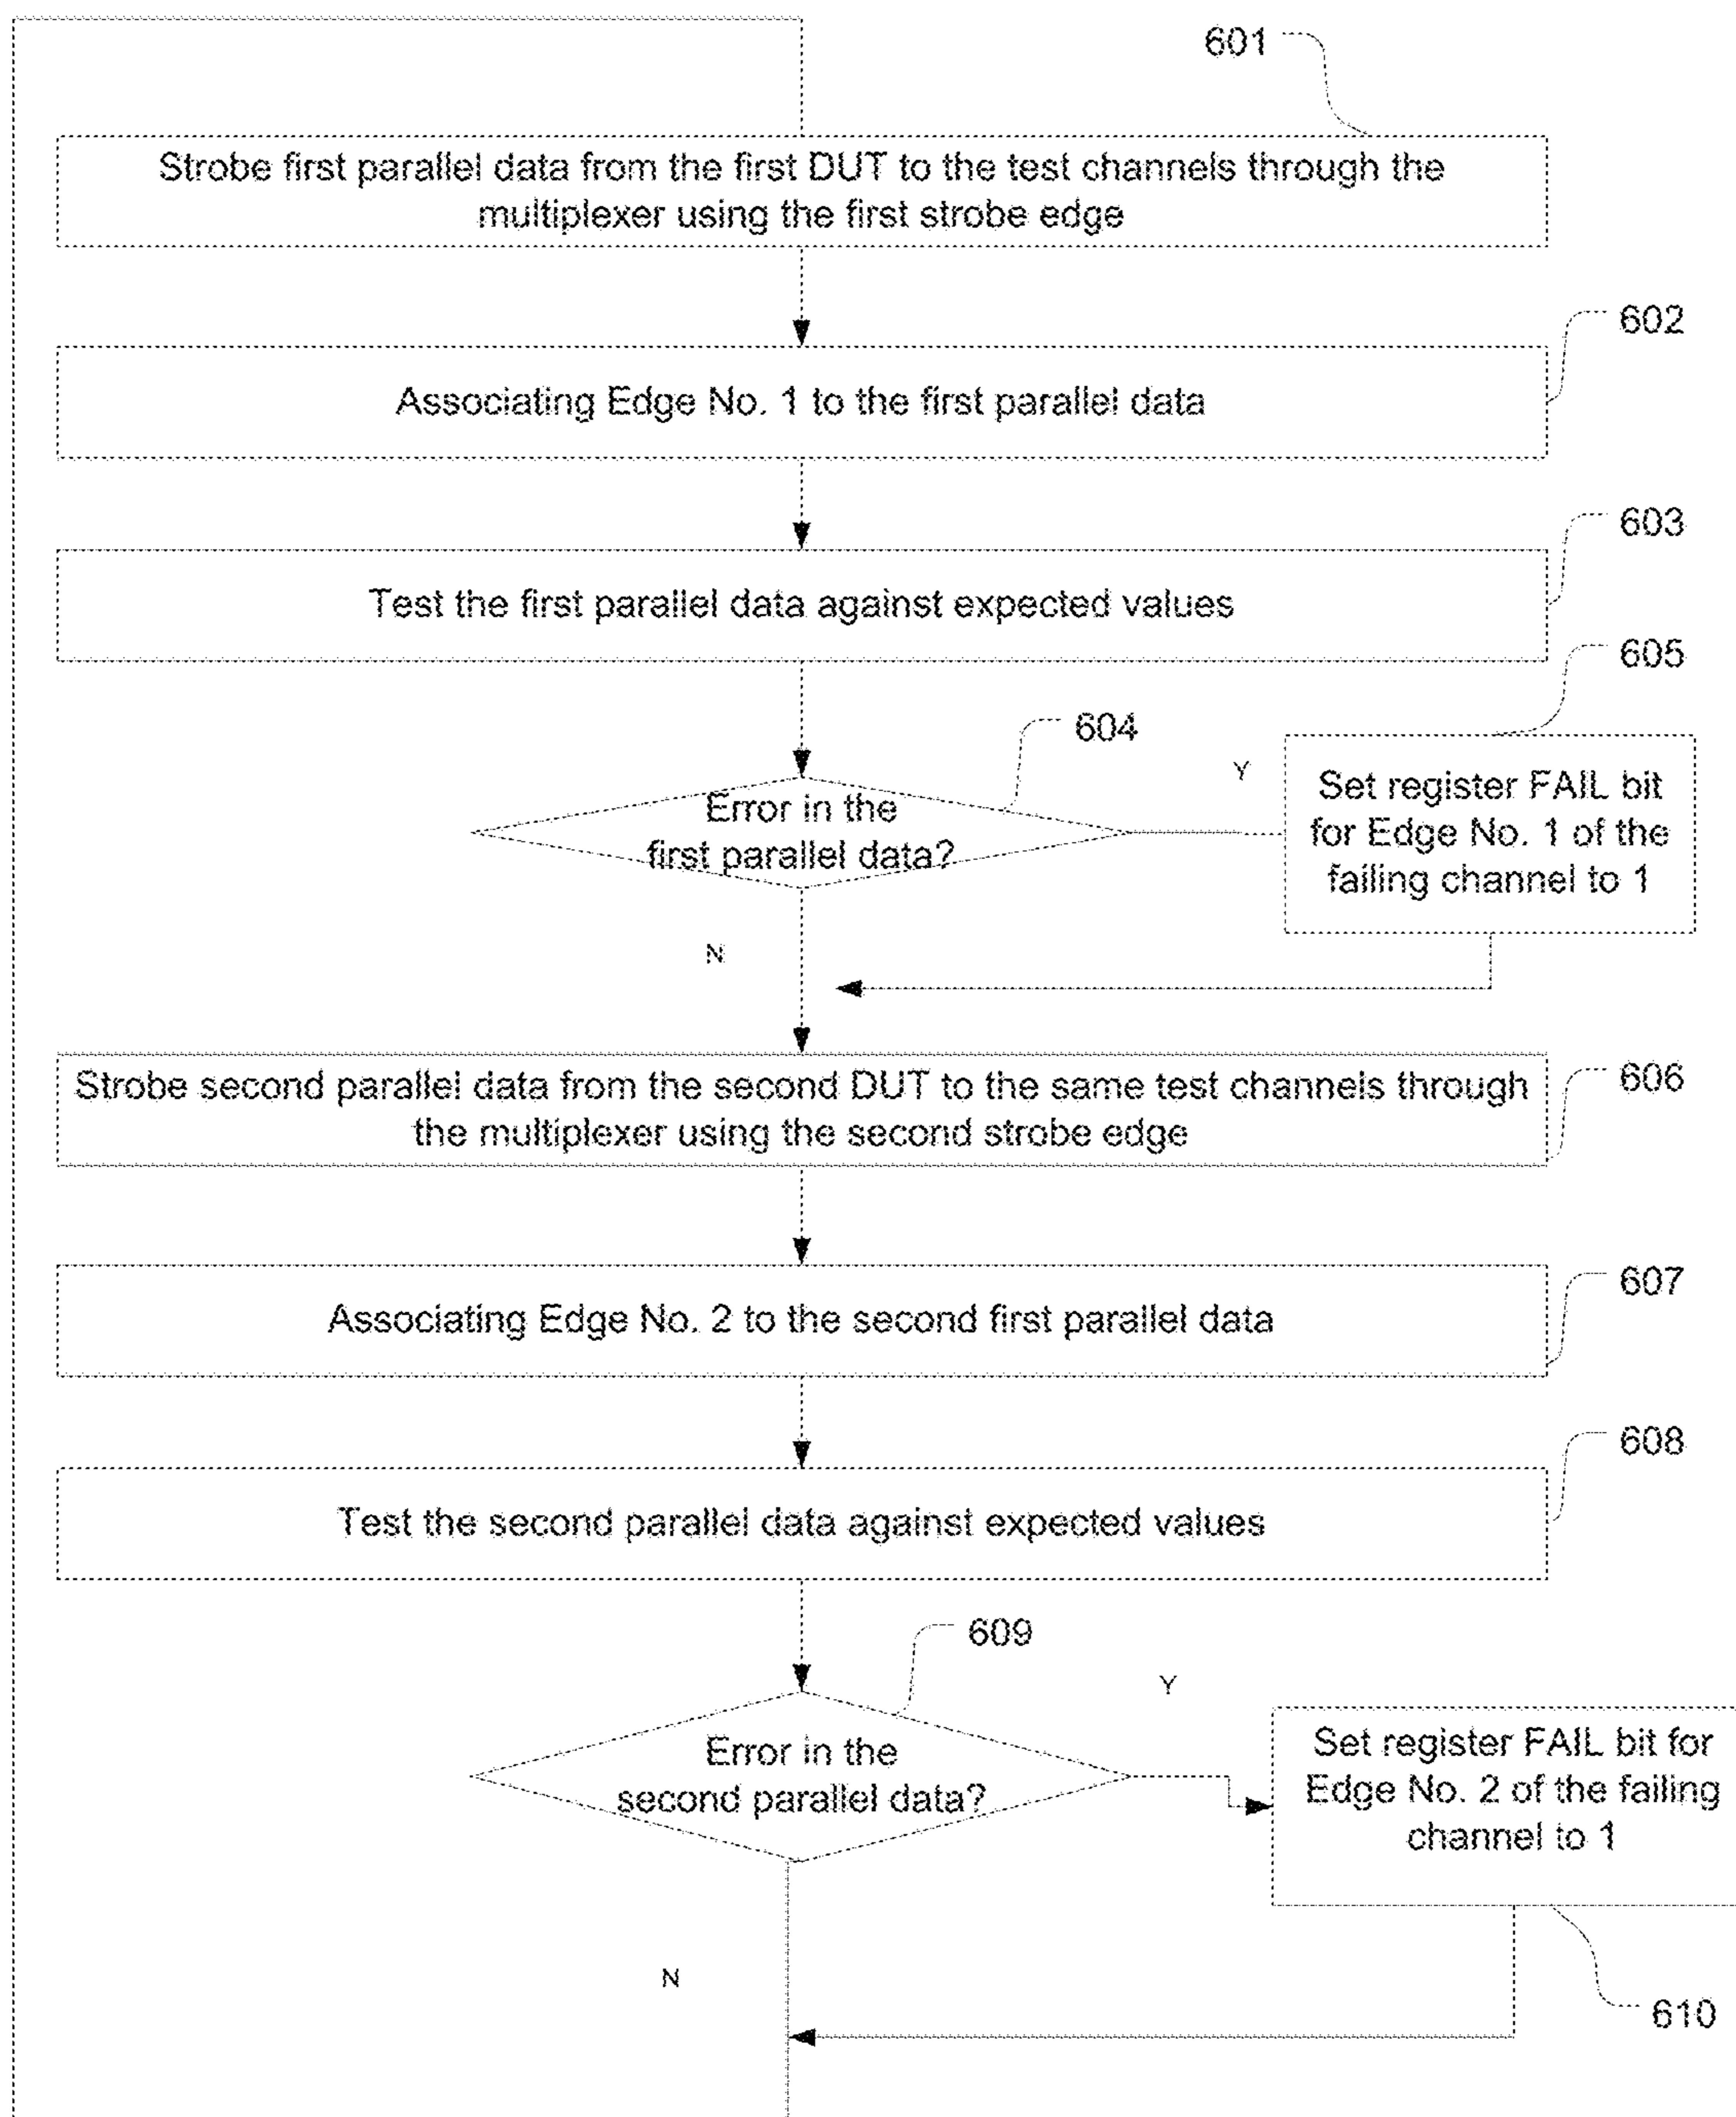 601
Strobe first parallel data from the first DUT to the test channels through the
multiplexer using the first strobe edge
602
Associating Edge No. 1 to the first parallel data
603
Test the first parallel data against expected values
605
604
Y
Set register FAIL bit
for Edge No. 1 of the
failing channel to 1
Error in the
first parallel data?
N
606
Strobe second parallel data from the second DUT to the same test channels through
the multiplexer using the second strobe edge
607
Associating Edge No. 2 to the second first parallel data
608
Test the second parallel data against expected values
609
Y
Error in the
second parallel data?
Set register FAIL bit for
Edge No. 2 of the failing
channel to 1
N
610